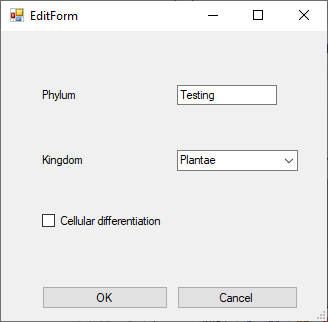 EditForm
Phylum Testing
Kingdom Plantae
Cellular differentiation
OK Cancel